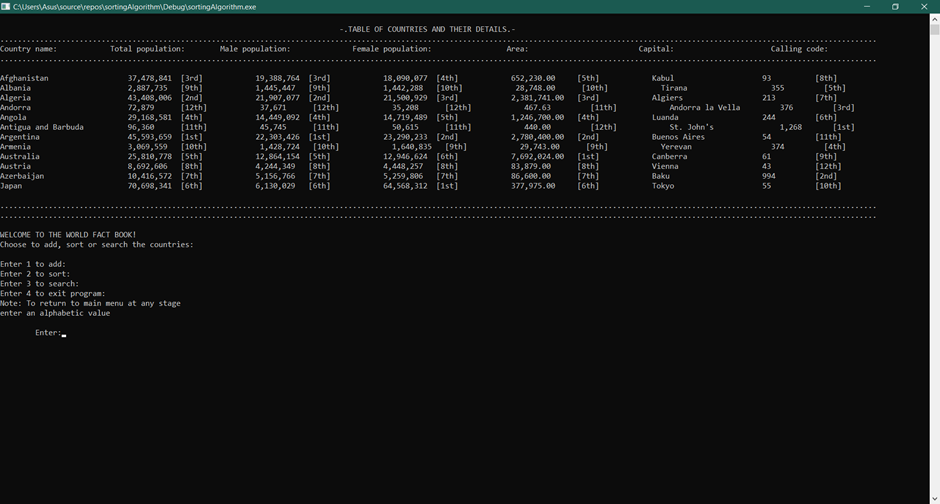 C:\Users\Asus\source\repos\sortingAlgorithm\Debug\sortingAlgorithm.exe
-.TABLE OF COUNTRIES AND THEIR DETAILS.-
Country name: Total population: Male population: Female population: Area: Capital: Calling code:
Afghanistan 37,478,841 [3rd] 19,388,764 [3rd] 18,090,077 [4th] 652,230.00 [5th] Kabul 93 [8th]
Albania 2,887,735 [9th] 1,445,447 [9th] 1,442,288 [10th] 28,748.00 [10th] Tirana 355 [5th]
Algeria 43,408,006 [2nd] 21,907,077 [2nd] 21,500,929 [3rd] 2,381,741.00 [3rd] Algiers 213 [7th]
Andorra 72,879 [12th] 37,671 [12th] 35,208 [12th] 467.63 [11th] Andorra la Vella 376 [3rd]
Angola 29,168,581 [4th] 14,449,092 [4th] 14,719,489 [5th] 1,246,700.00 [4th] Luanda 244 [6th]
Antigua and Barbuda 96,360 [11th] 45,745 [11th] 50,615 [11th] 440.00 [12th] St. John's 1,268 [1st]
Argentina 45,593,659 [1st] 22,303,426 [1st] 23,290,233 [2nd] 2,780,400.00 [2nd] Buenos Aires 54 [11th]
Armenia 3,069,559 [10th] 1,428,724 [10th] 1,640,835 [9th] 29,743.00 [9th] Yerevan 374 [4th]
Australia 25,810,778 [5th] 12,864,154 [5th] 12,946,624 [6th] 7,692,024.00 [1st] Canberra 61 [9th]
Austria 8,692,606 [8th] 4,244,349 [8th] 4,448,257 [8th] 83,879.00 [8th] Vienna 43 [12th]
Azerbaijan 10,416,572 [7th] 5,156,766 [7th] 5,259,806 [7th] 86,600.00 [7th] Baku 994 [2nd]
Japan 70,698,341 [6th] 6,130,029 [6th] 64,568,312 [1st] 377,975.00 [6th] Tokyo 55 [10th]
WELCOME TO THE WORLD FACT BOOK!
Choose to add, sort or search the countries:
Enter 1 to add:
Enter 2 to sort:
Enter 3 to search:
Enter 4 to exit program:
Note: To return to main menu at any stage
enter an alphabetic value
Enter: